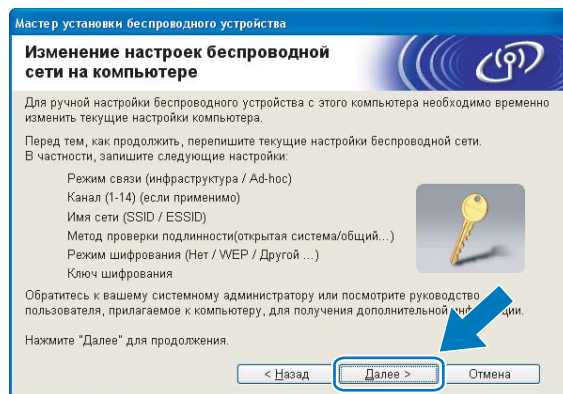 Мастер установки беспроводного устройства
Изменение настроек беспроводной
сети на компьютере
Для ручной настройки беспроводного устройства с этого компьютера необходимо временно
изменить текущие настройки компьютера.
Перед тем, как продолжить, перепишите текущие настройки беспроводной сети.
В частности, запишите следующие настройки:
Режим связи (инфраструктура / Ad-hoc)
Канал (1-14) (если применимо)
Имя сети (SSID / ESSID)
Метод проверки подлинности(открытая система/общий...)
Режим шифрования (Нет / WEP / Другой ...)
Ключ шифрования
Обратитесь к вашему системному администратору или посмотрите руководство
пользователя, прилагаемое к компьютеру, для получения дополнительной
Нажмите "Далее" для продолжения.
< Назад Далее > Отмена